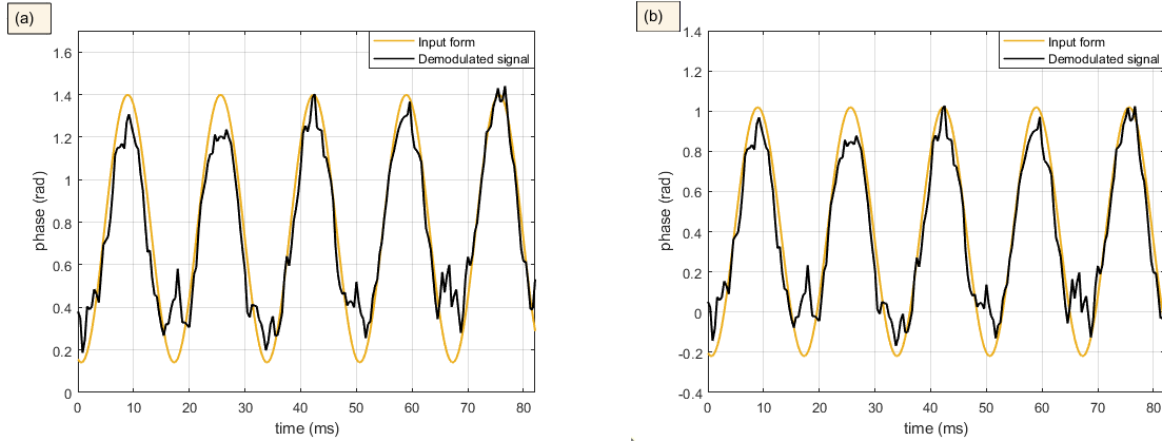 (a)
Input form
Demodulated signal
phase (rad)
1.6
1.4
1.2
1
0.8
0.6
0.4
0.2
0
0 10 20 30 40 50 60 70 80
time (ms)
(b)
Input form
Demodulated signal
phase (rad)
1.4
1.2
1
0.8
0.6
0.4
0.2
0
-0.2
-0.4
0 10 20 30 40 50 60 70 80
time (ms)